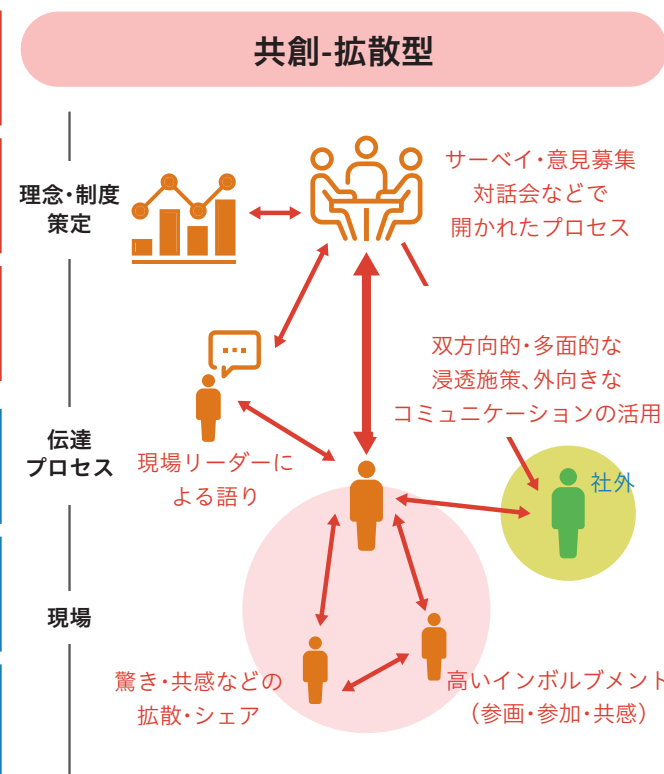 共創-拡散型
理念・制度
策定
サーベイ・意見募集
対話会などで
開かれたプロセス
双方向的・多面的な
浸透施策、外向きな
コミュニケーションの活用
伝達
プロセス
現場リーダーに
よる語り
社外
現場
驚き・共感などの
拡散・シェア
高いインボルブメント
（参画・参加・共感）